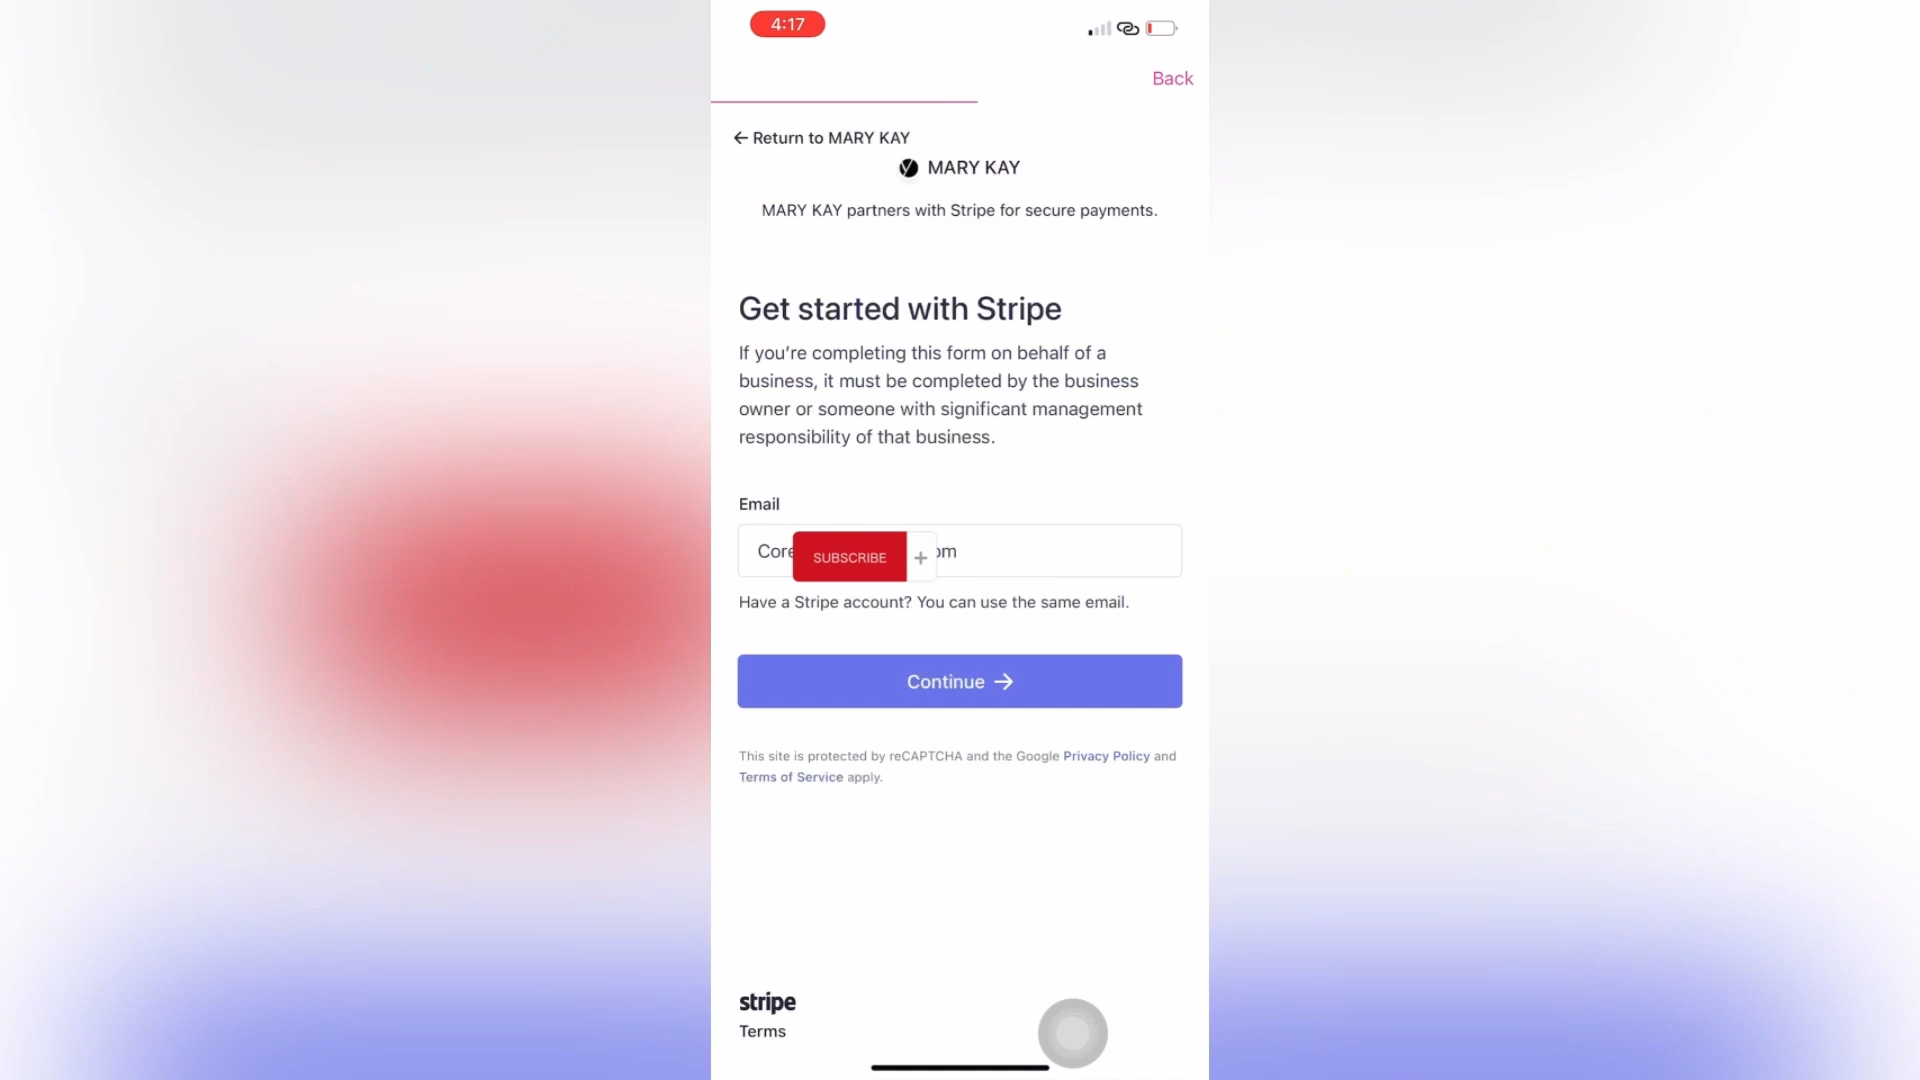 4:17
Back
← Return to MARY KAY
MARY KAY
MARY KAY partners with Stripe for secure payments.
Get started with Stripe
If you’re completing this form on behalf of a
business, it must be completed by the business
owner or someone with significant management
responsibility of that business.
Email
SUBSCRIBE +
Have a Stripe account? You can use the same email.
Continue →
This site is protected by reCAPTCHA and the Google Privacy Policy and
Terms of Service apply.
stripe
Terms